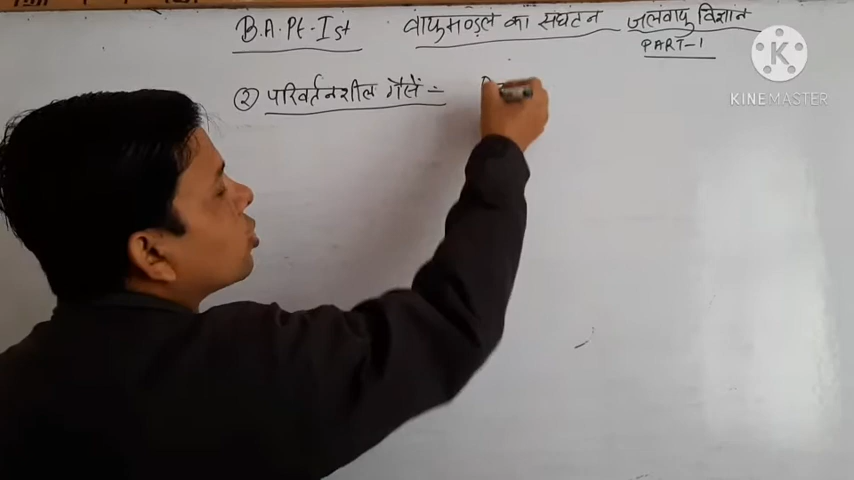 B.A. Pt-Ist वायुमण्डल का संघटन जलवायु विज्ञान
PART-1
② परिवर्तनशील गैसें ÷
K
KINEMASTER